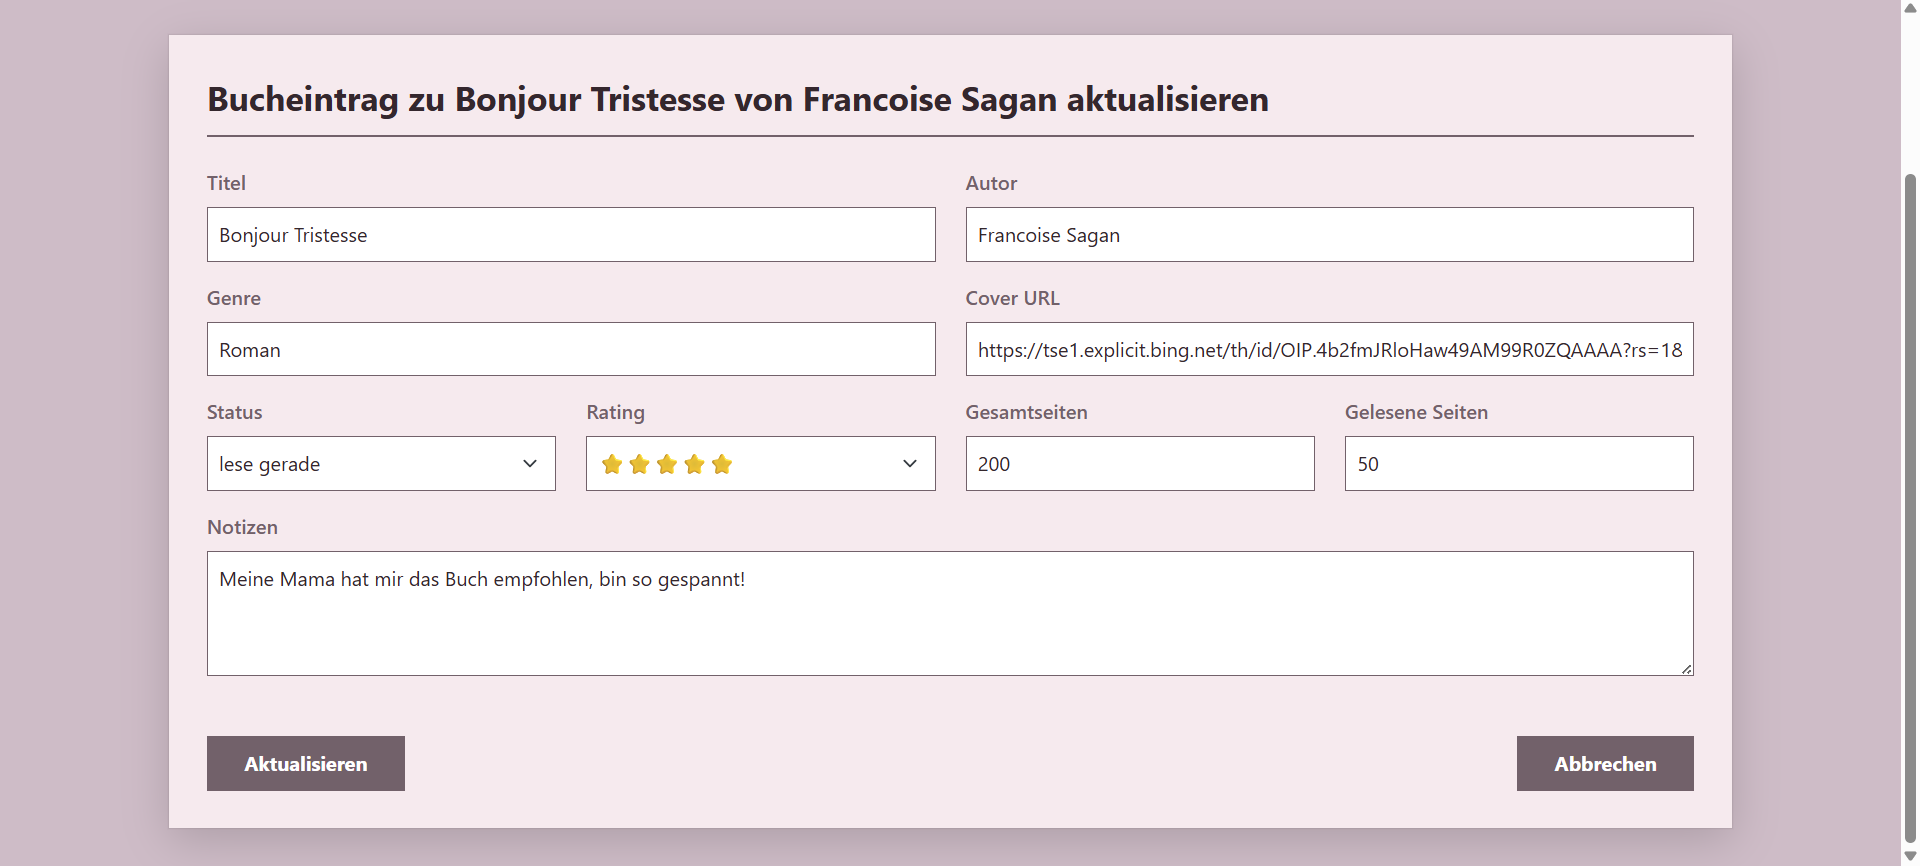 Bucheintrag zu Bonjour Tristesse von Francoise Sagan aktualisieren
Titel
Autor
Bonjour Tristesse
Francoise Sagan
Genre
Cover URL
Roman
https://tse1.explicit.bing.net/th/id/OIP.4b2fmJRloHaw49AM99R0ZQAAAA?rs=18
Status
Rating
Gesamtseiten
Gelesene Seiten
lese gerade
⭐⭐⭐⭐⭐
200
50
Notizen
Meine Mama hat mir das Buch empfohlen, bin so gespannt!
Aktualisieren
Abbrechen